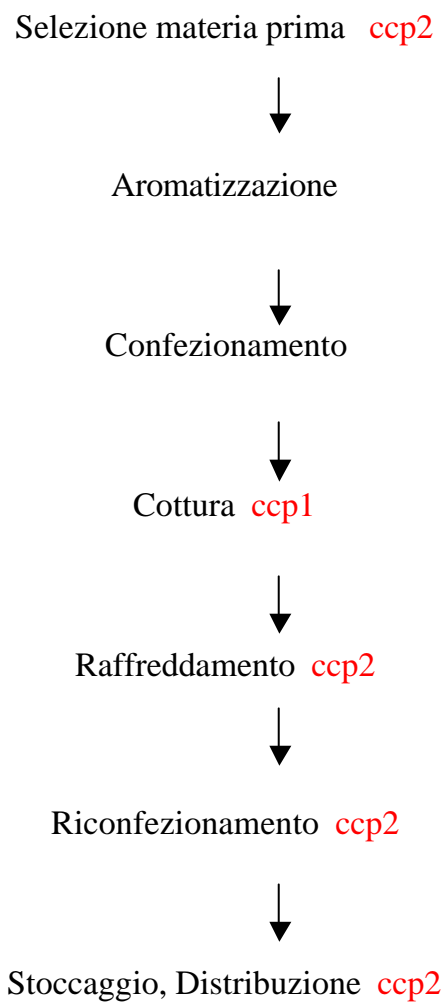 Selezione materia prima ccp2
Aromatizzazione
Confezionamento
Cottura ccp1
Raffreddamento ccp2
Riconfezionamento ccp2
Stoccaggio, Distribuzione ccp2